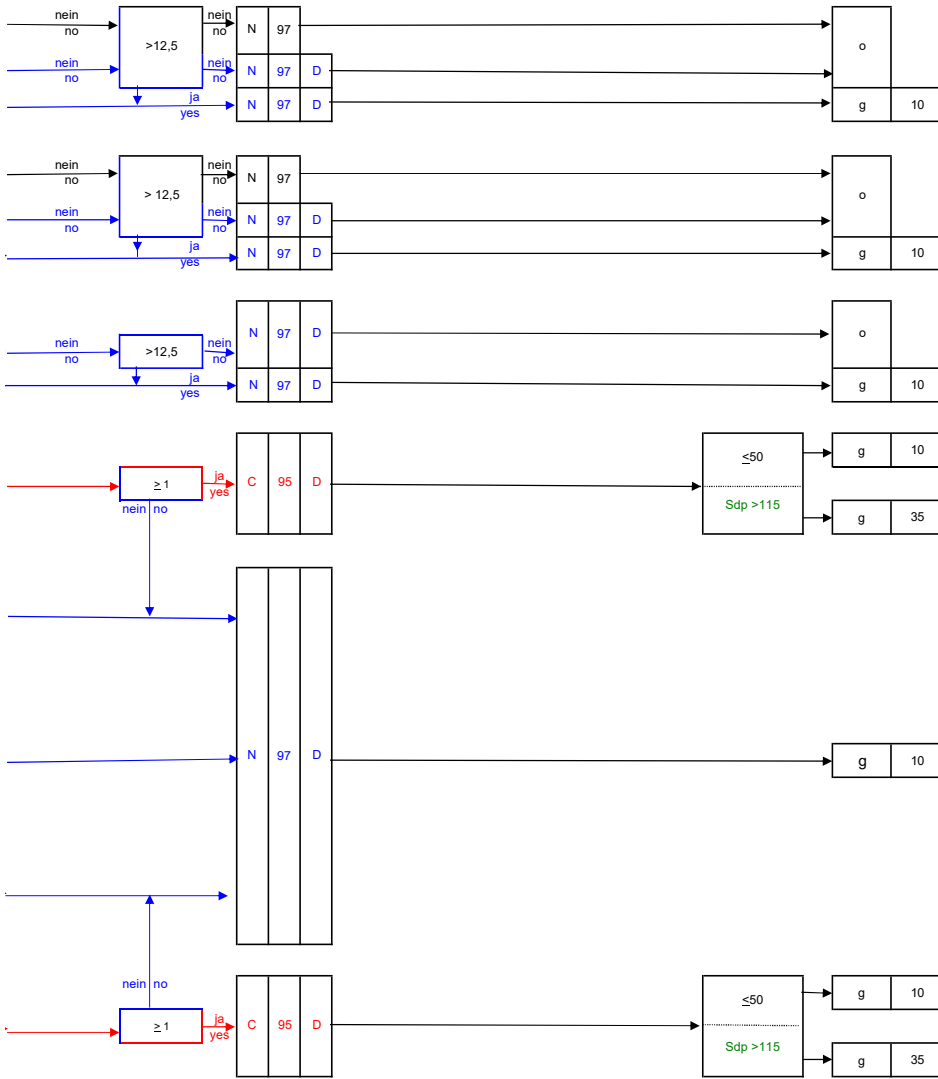 nein nein
no no
>12,5 N 97 o
nein nein
no no
N 97 D
ja
yes
N 97 D g 10
nein nein
no no
> 12,5 N 97 o
nein nein
no no
N 97 D
ja
yes
N 97 D g 10
nein nein
no no
>12,5 N 97 D o
ja
yes
N 97 D g 10
≥ 1 ja
yes
C 95 D ≤50 g 10
Sdp >115 g 35
nein no
N 97 D g 10
nein no
≥ 1 ja
yes
C 95 D ≤50 g 10
Sdp >115 g 35